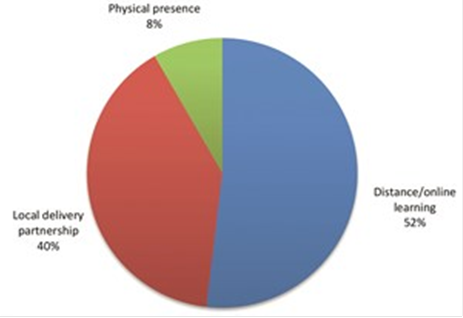 Physical presence
8%
Distance/online
learning
52%
Local delivery
partnership
40%